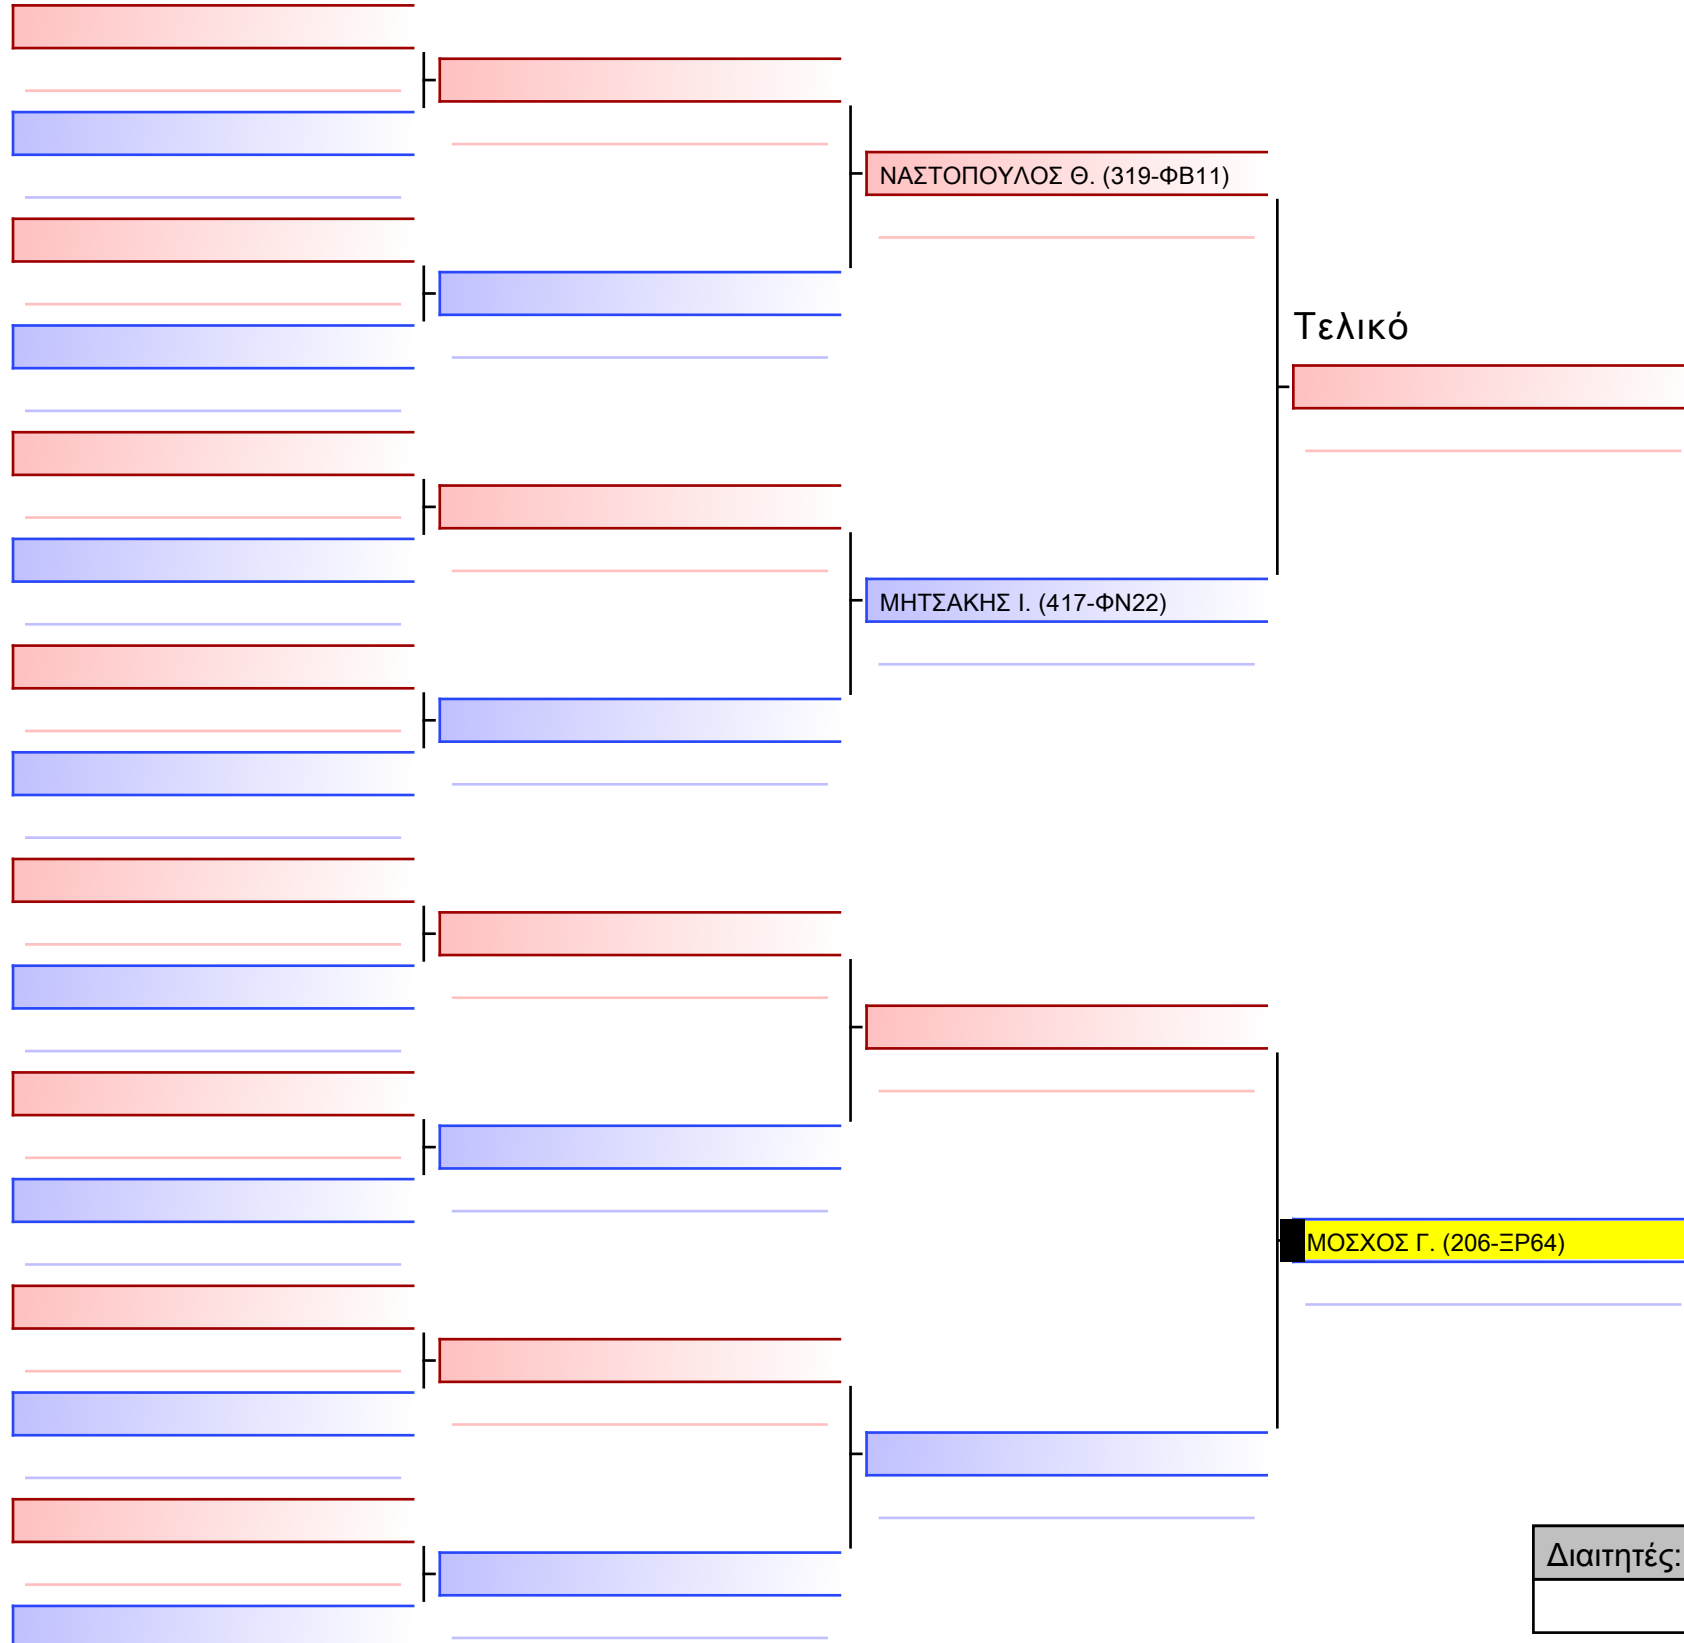 ΝΑΣΤΟΠΟΥΛΟΣ Θ. (319-ΦΒ11)
Τελικό
ΜΗΤΣΑΚΗΣ Ι. (417-ΦΝ22)
ΜΟΣΧΟΣ Γ. (206-ΞΡ64)
Διαιτητές: